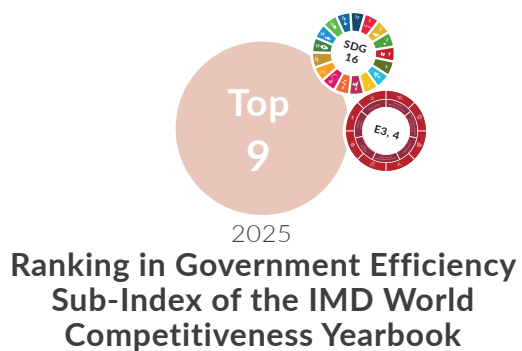 SDG
16
Top
9
E3, 4
2025
Ranking in Government Efficiency
Sub-Index of the IMD World
Competitiveness Yearbook